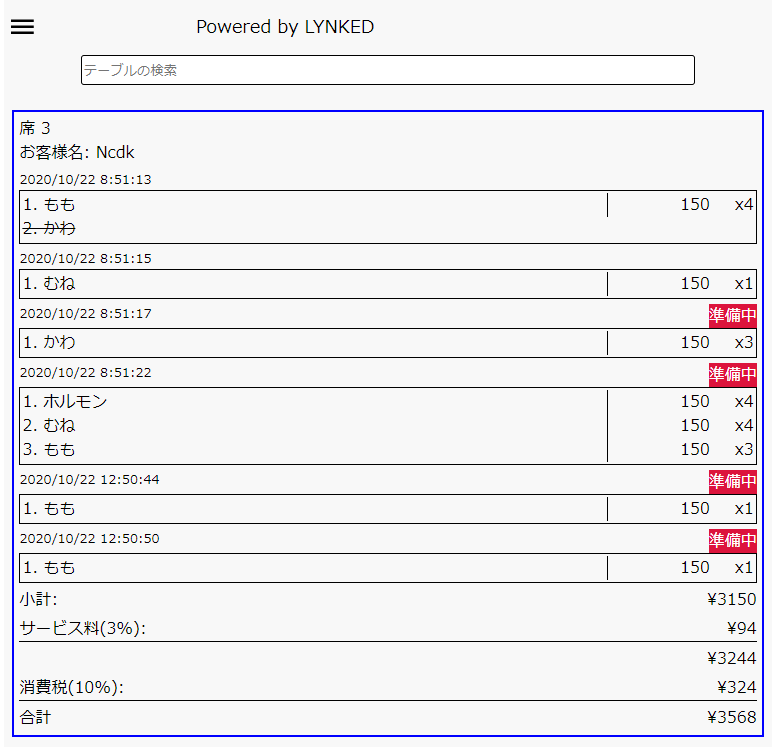 Powered by LYNKED
テーブルの検索
席 3
お客様名: Ncdk
2020/10/22 8:51:13
1. もも 150 x4
2. かわ
2020/10/22 8:51:15
1. むね 150 x1
2020/10/22 8:51:17 準備中
1. かわ 150 x3
2020/10/22 8:51:22 準備中
1. ホルモン 150 x4
2. むね 150 x4
3. もも 150 x3
2020/10/22 12:50:44 準備中
1. もも 150 x1
2020/10/22 12:50:50 準備中
1. もも 150 x1
小計: ¥3150
サービス料(3%): ¥94
¥3244
消費税(10%): ¥324
合計 ¥3568